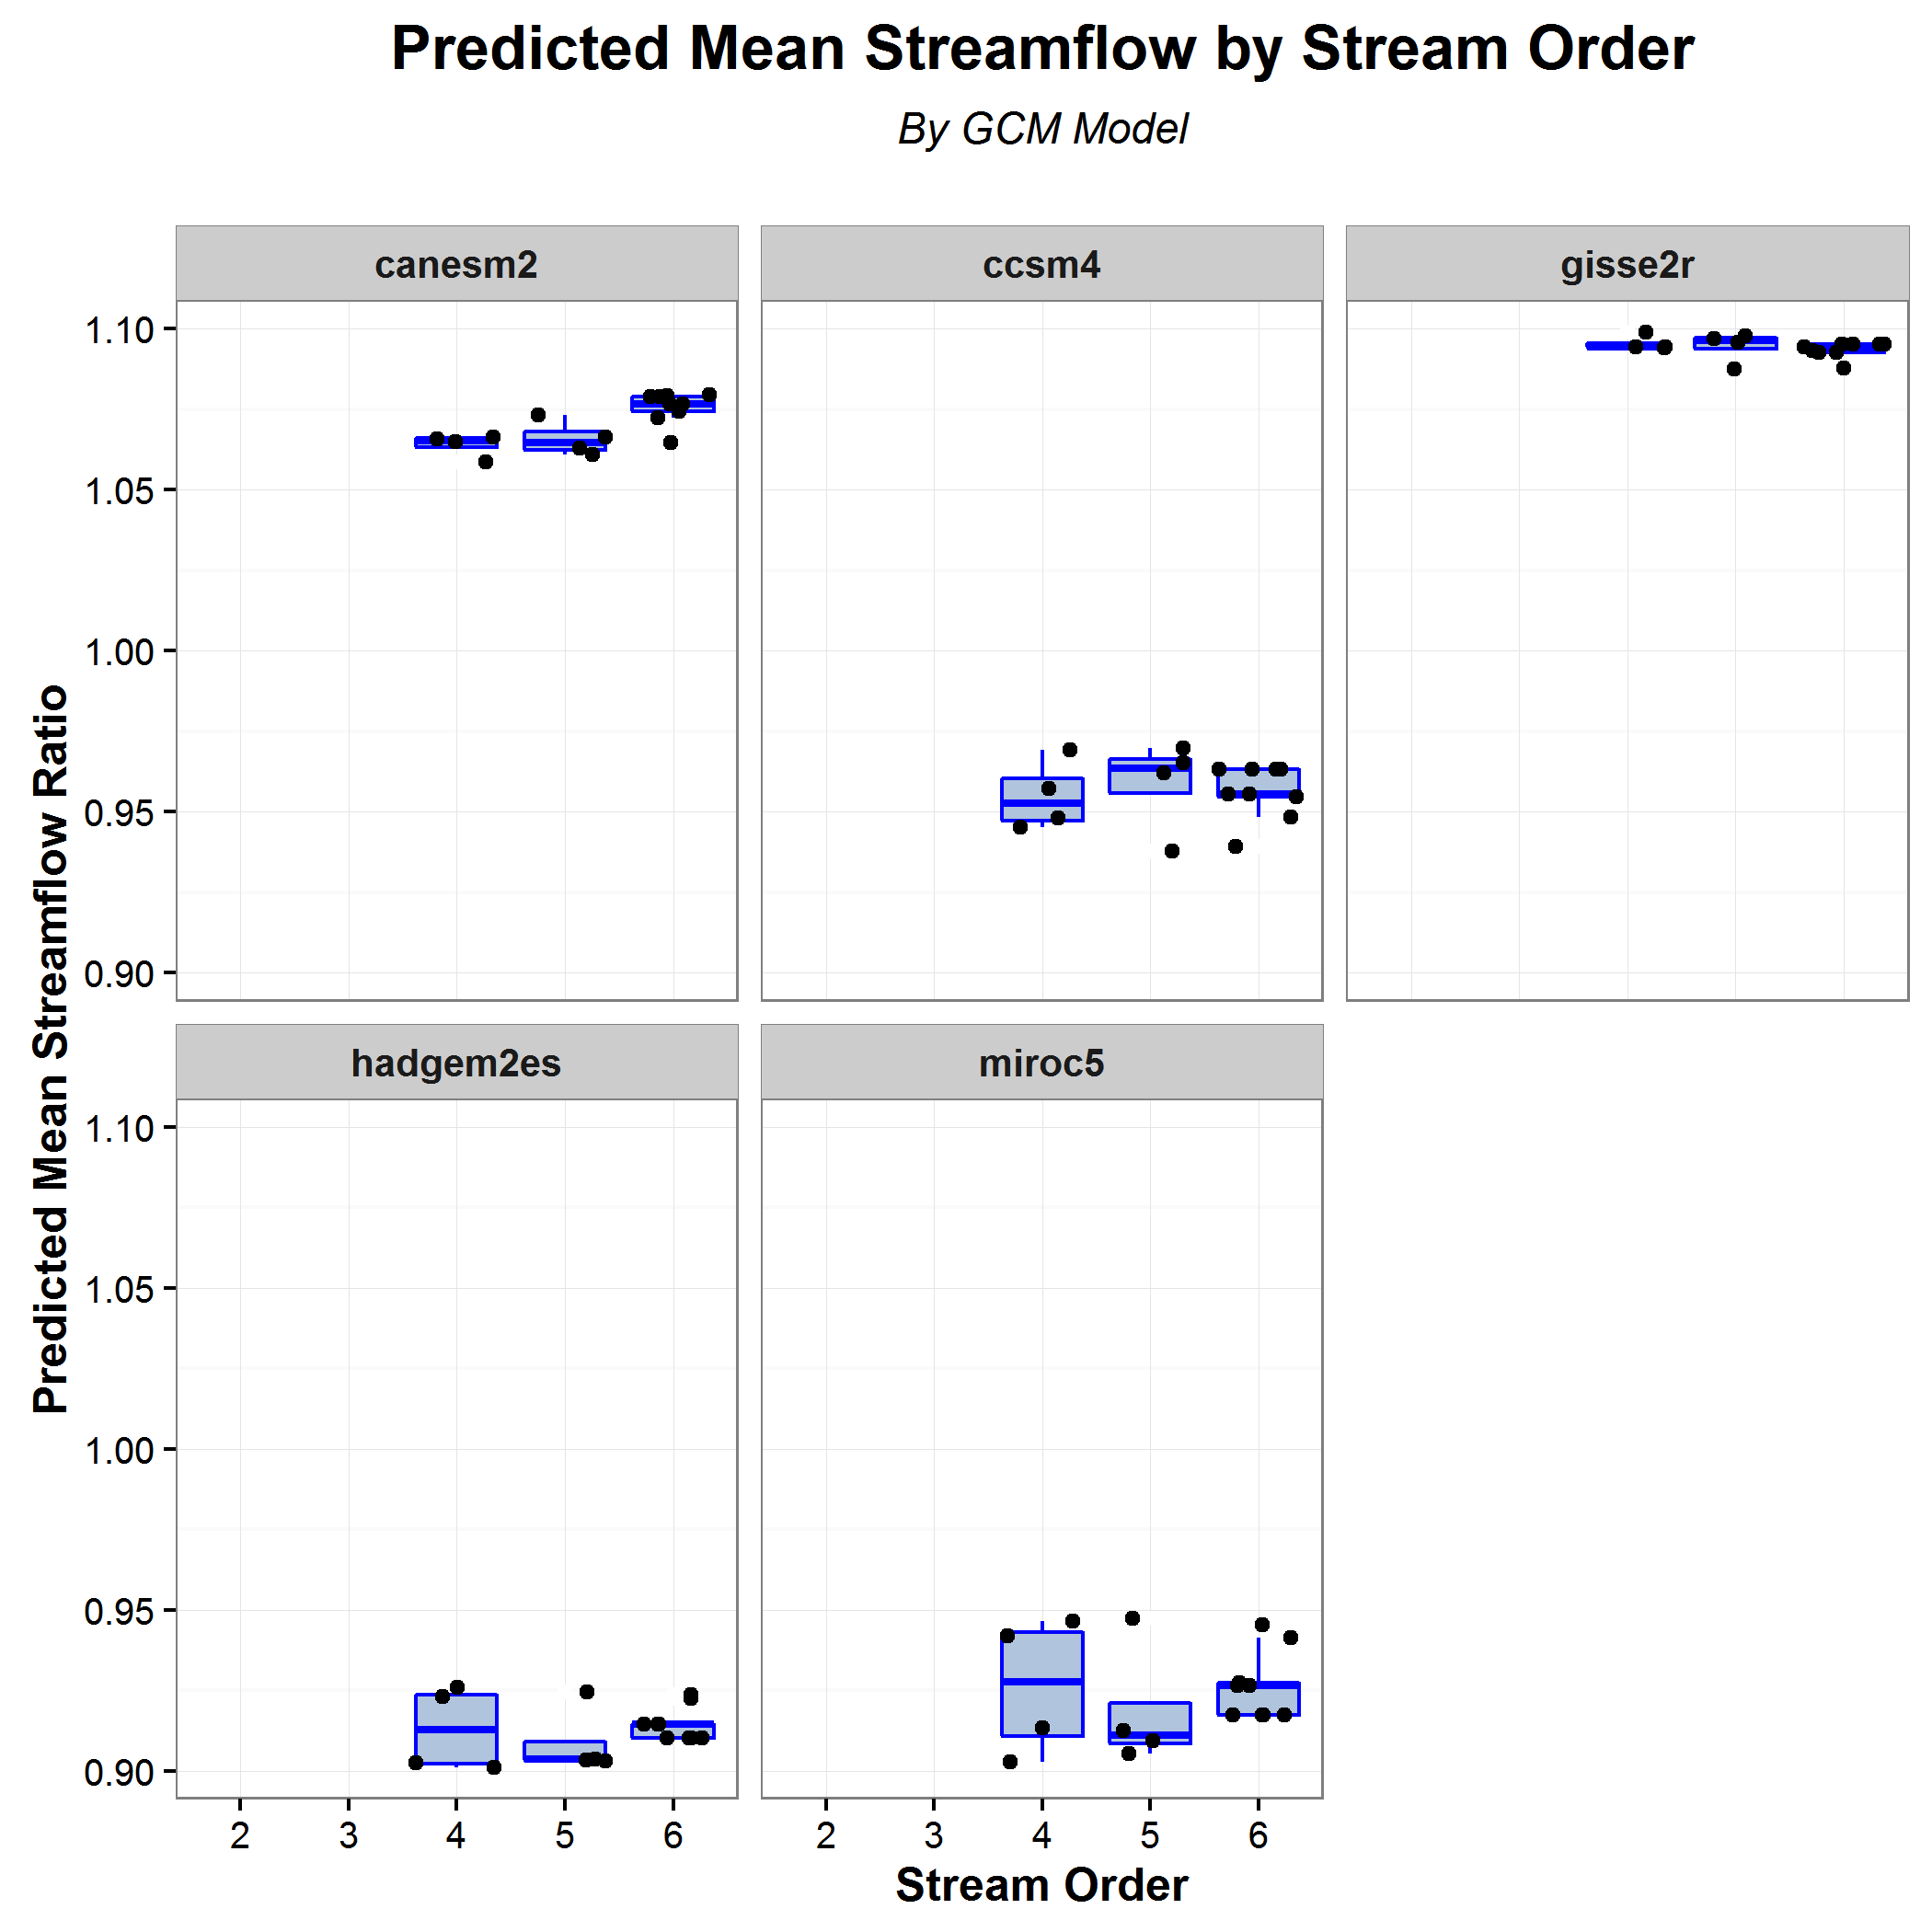 Predicted Mean Streamflow by Stream Order
By GCM Model
canesm2
ccsm4
gisse2r
1.10
1.05
1.00
0.95
0.90
Predicted Mean Streamflow Ratio
hadgem2es
miroc5
1.10
1.05
1.00
0.95
0.90
2 3 4 5 6
2 3 4 5 6
Stream Order